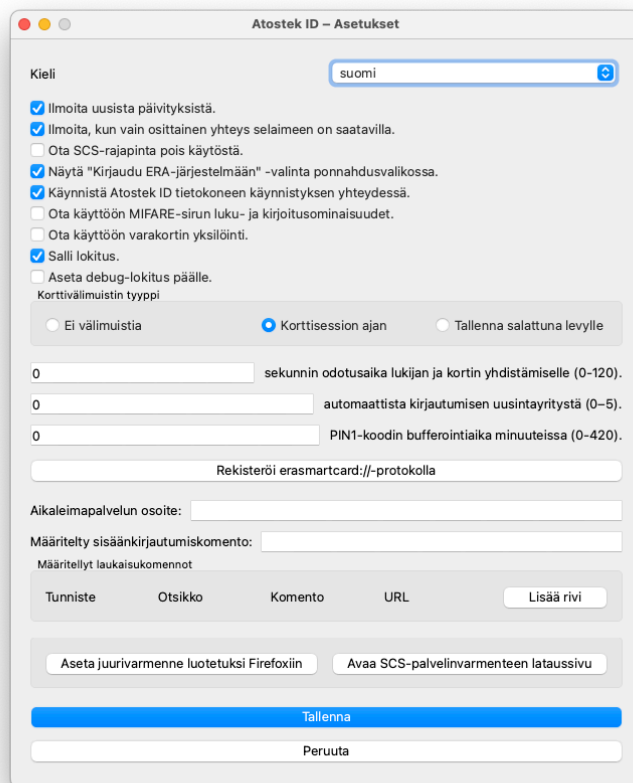 Atostek ID – Asetukset
Kieli suomi
Ilmoita uusista päivityksistä.
Ilmoita, kun vain osittainen yhteys selaimeen on saatavilla.
Ota SCS-rajapinta pois käytöstä.
Näytä "Kirjaudu ERA-järjestelmään" -valinta ponnahdusvalikossa.
Käynnistä Atostek ID tietokoneen käynnistyksen yhteydessä.
Ota käyttöön MIFARE-sirun luku- ja kirjoitusominaisuudet.
Ota käyttöön varakortin yksilöinti.
Salli lokitus.
Aseta debug-lokitus päälle.
Korttivälimuistin tyyppi
Ei välimuistia Korttisession ajan Tallenna salattuna levylle
0 sekunnin odotusaika lukijan ja kortin yhdistämiselle (0-120).
0 automaattista kirjautumisen uusintayritystä (0–5).
0 PIN1-koodin bufferointiaika minuuteissa (0-420).
Rekisteröi erasmartcard://-protokolla
Aikaleimapalvelun osoite:
Määritelty sisäänkirjautumiskomento:
Määritellyt laukaisukomennot
Tunniste Otsikko Komento URL Lisää rivi
Aseta juurivarmenne luotetuksi Firefoxiin Avaa SCS-palvelinvarmenteen lataussivu
Tallenna
Peruuta